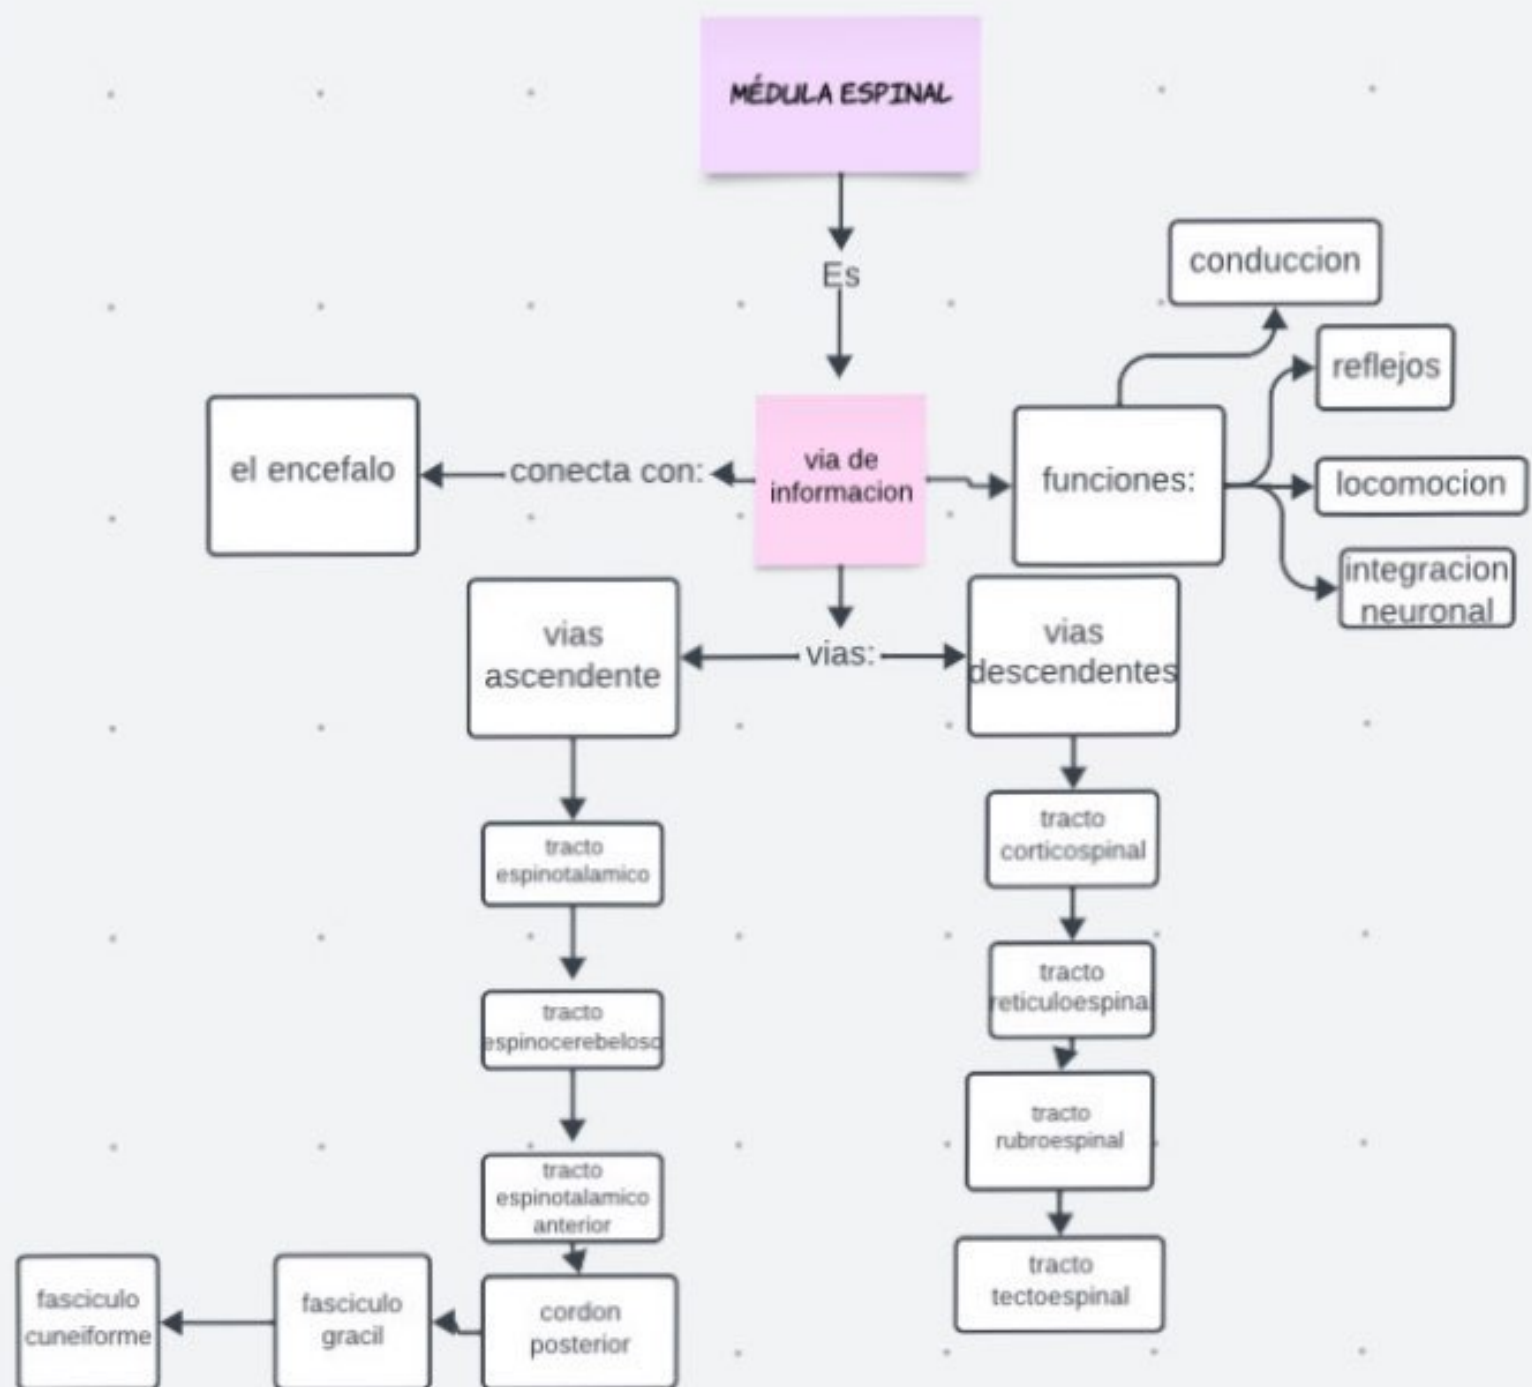 MÉDULA ESPINAL
Es
conduccion
reflejos
el encefalo
conecta con:
via de
informacion
funciones:
locomocion
integracion
neuronal
vias
ascendente
vias:
vias
descendentes
tracto
espinotalamico
tracto
corticospinal
tracto
espinocerebeloso
tracto
reticuloespinal
tracto
espinotalamico
anterior
tracto
rubroespinal
cordon
posterior
fasciculo
gracil
fasciculo
cuneiforme
tracto
tectoespinal